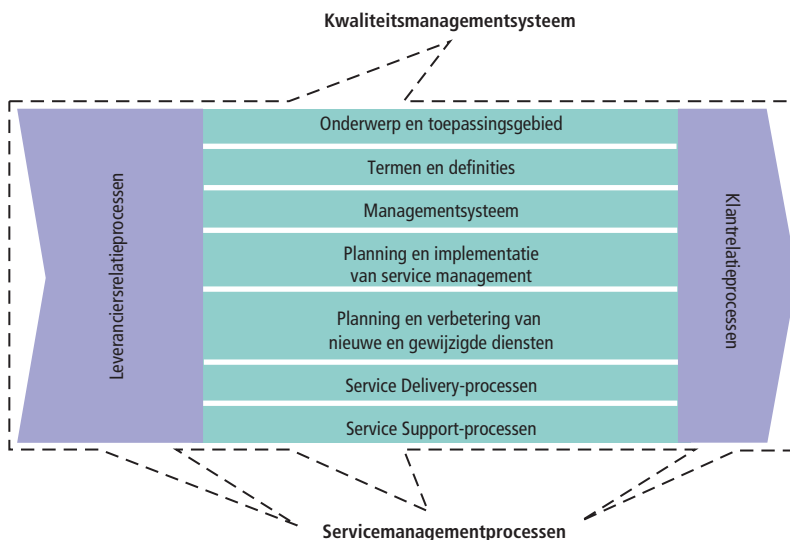 Kwaliteitsmanagementsysteem
Leveranciersrelatieprocessen
Onderwerp en toepassingsgebied
Termen en definities
Managementsysteem
Planning en implementatie
van service management
Planning en verbetering van
nieuwe en gewijzigde diensten
Service Delivery-processen
Service Support-processen
Klantrelatieprocessen
Servicemanagementprocessen